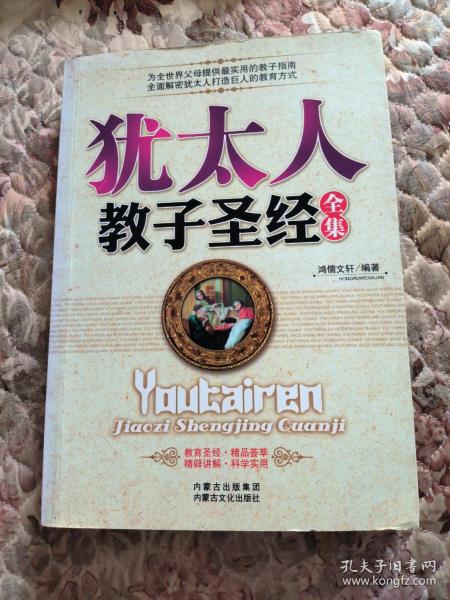 为全世界父母提供最实用的教子指南
全面解密犹太人打造巨人的教育方式
犹太人
教子圣经全集
鸿儒文轩/编著
HONGRUWENXUAN
Youtairen
Jiaozi Shengjing Quanji
教育圣经·精品荟萃
精辟讲解·科学实用
内蒙古出版集团
内蒙古文化出版社
孔夫子旧书网
www.kongfz.com